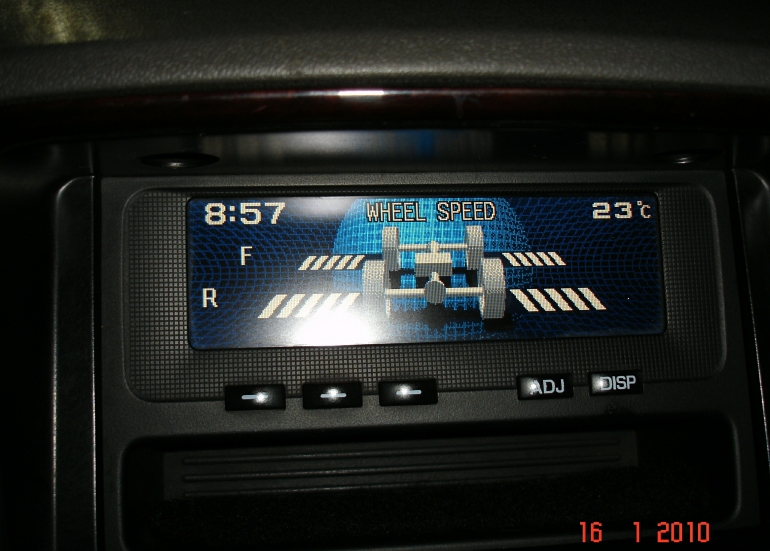 8:57 WHEEL SPEED 23°C
F
R
ADJ DISP
16 1 2010